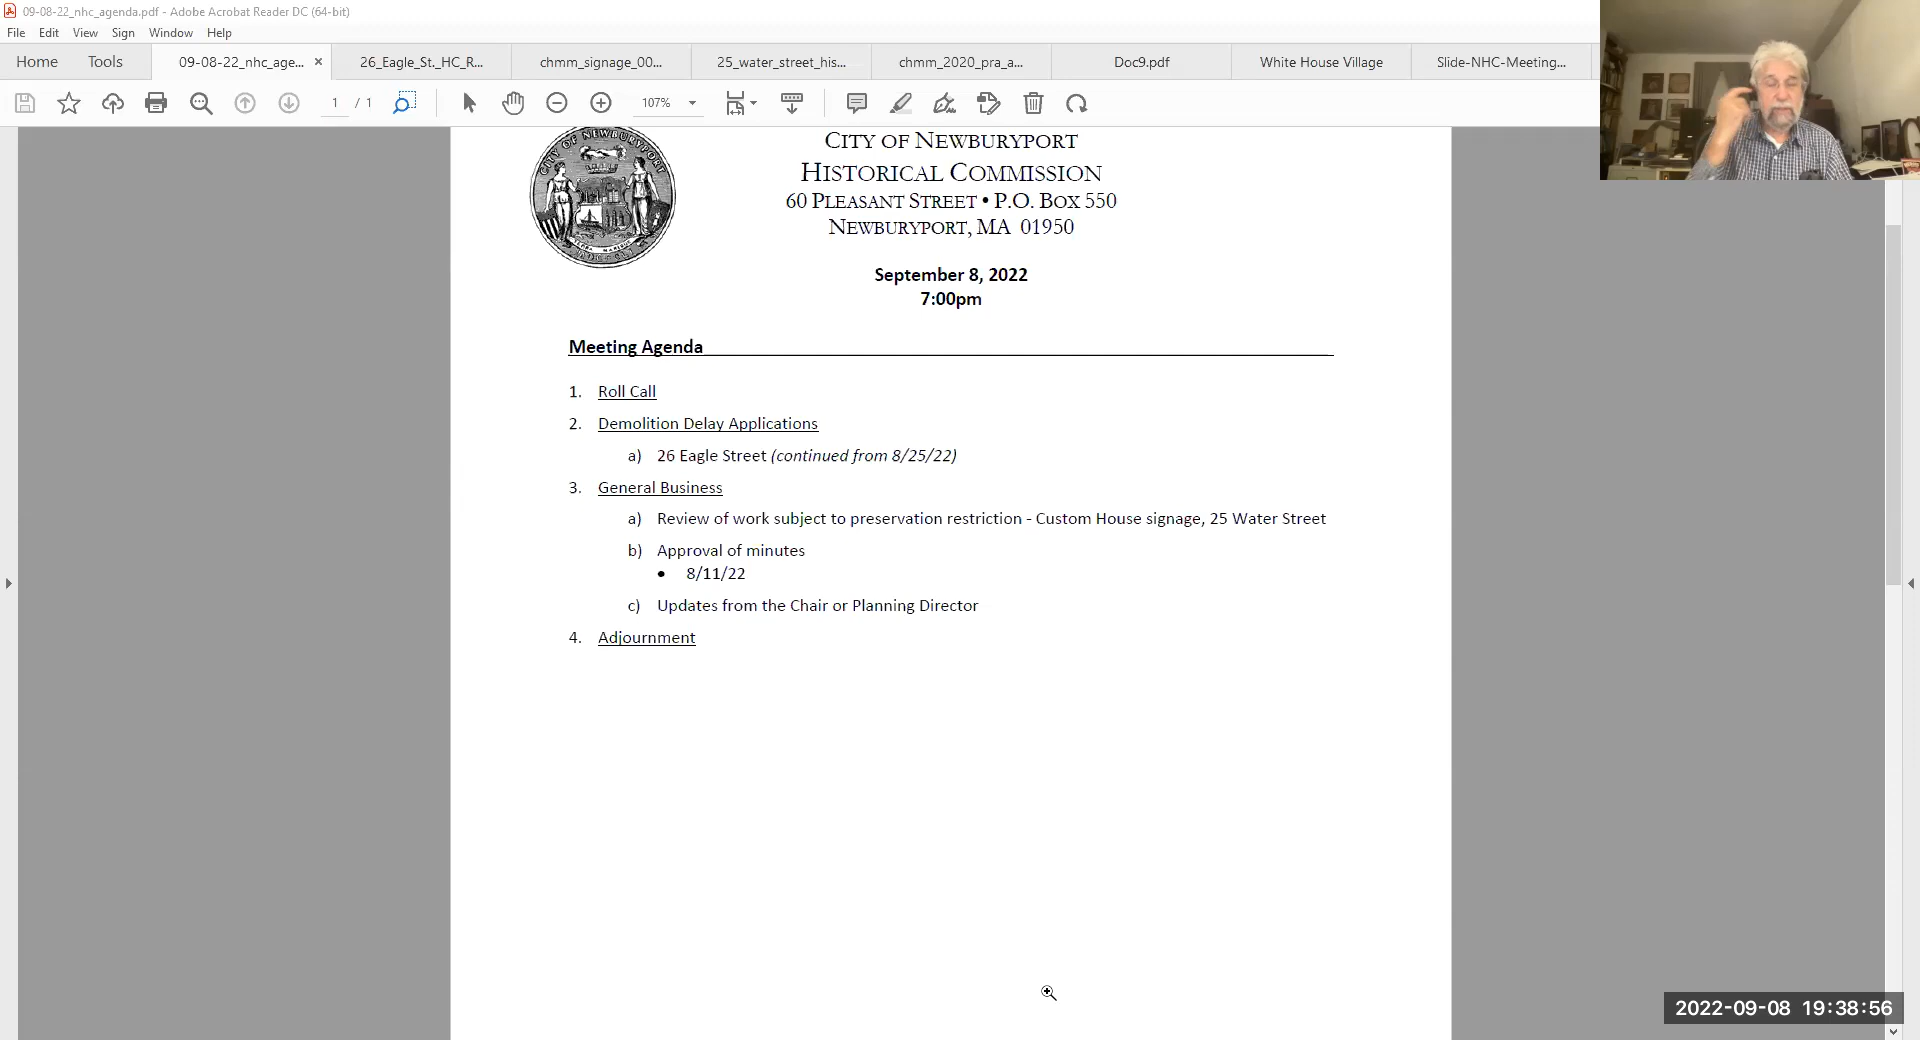 09-08-22_nhc_agenda.pdf - Adobe Acrobat Reader DC (64-bit)
File Edit View Sign Window Help
Home Tools 09-08-22_nhc_age... × 26_Eagle_St._HC_R... chmm_signage_00... 25_water_street_his... chmm_2020_pra_a... Doc9.pdf White House Village Slide-NHC-Meeting...
1 / 1 107%
CITY OF NEWBURYPORT
CITY OF NEWBURYPORT
HISTORICAL COMMISSION
60 PLEASANT STREET • P.O. BOX 550
NEWBURYPORT, MA 01950
September 8, 2022
7:00pm
Meeting Agenda
1. Roll Call
2. Demolition Delay Applications
a) 26 Eagle Street (continued from 8/25/22)
3. General Business
a) Review of work subject to preservation restriction - Custom House signage, 25 Water Street
b) Approval of minutes
• 8/11/22
c) Updates from the Chair or Planning Director
4. Adjournment
2022-09-08 19:38:56